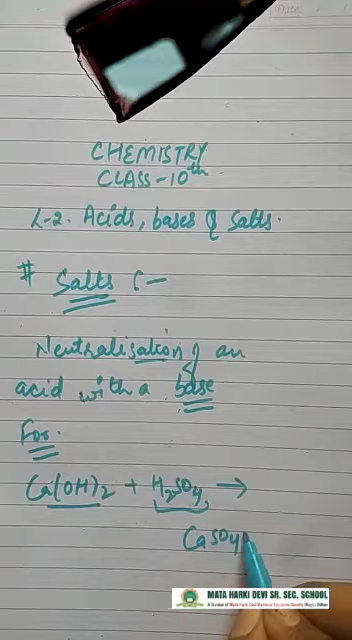 Date:
CHEMISTRY
CLASS-10th
L-2. Acids, bases & Salts.
# Salts :-
Neutralisation of an
acid with a base
For.
Ca(OH)2 + H2SO4 →
CaSO4
MATA HARKI DEVI SR. SEC. SCHOOL